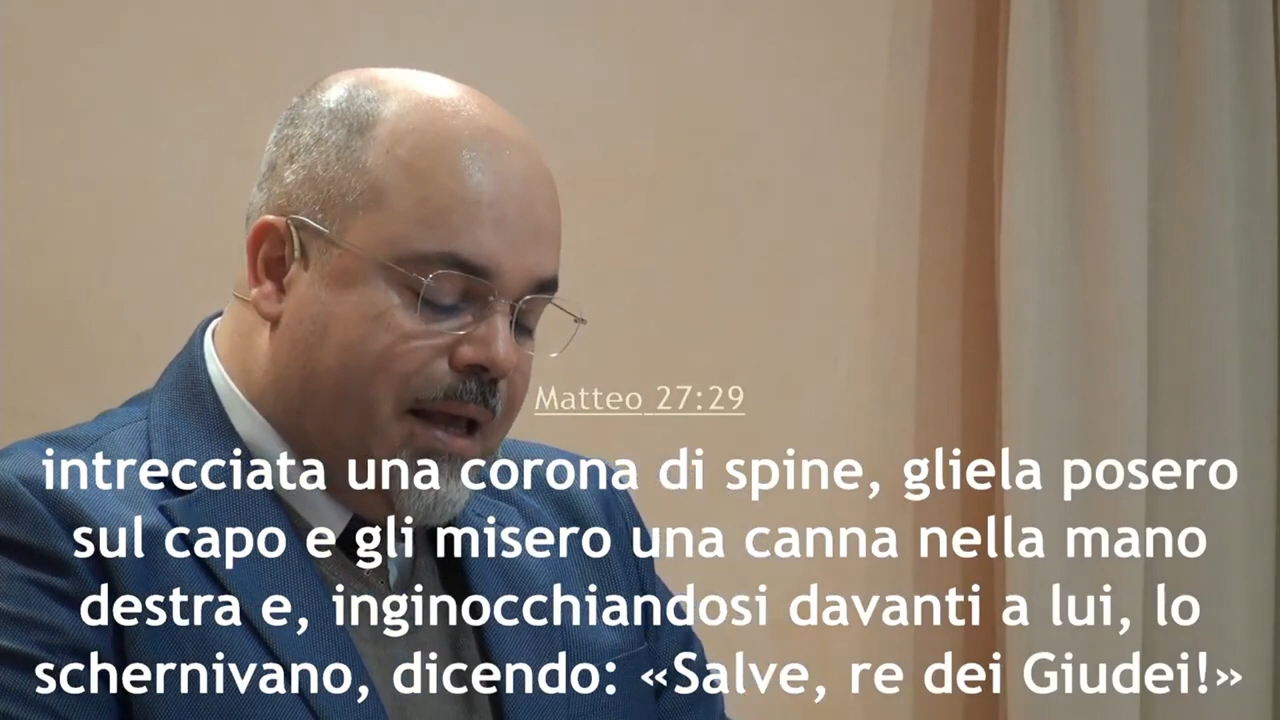 Matteo 27:29
intrecciata una corona di spine, gliela posero
sul capo e gli misero una canna nella mano
destra e, inginocchiandosi davanti a lui, lo
schernivano, dicendo: «Salve, re dei Giudei!»